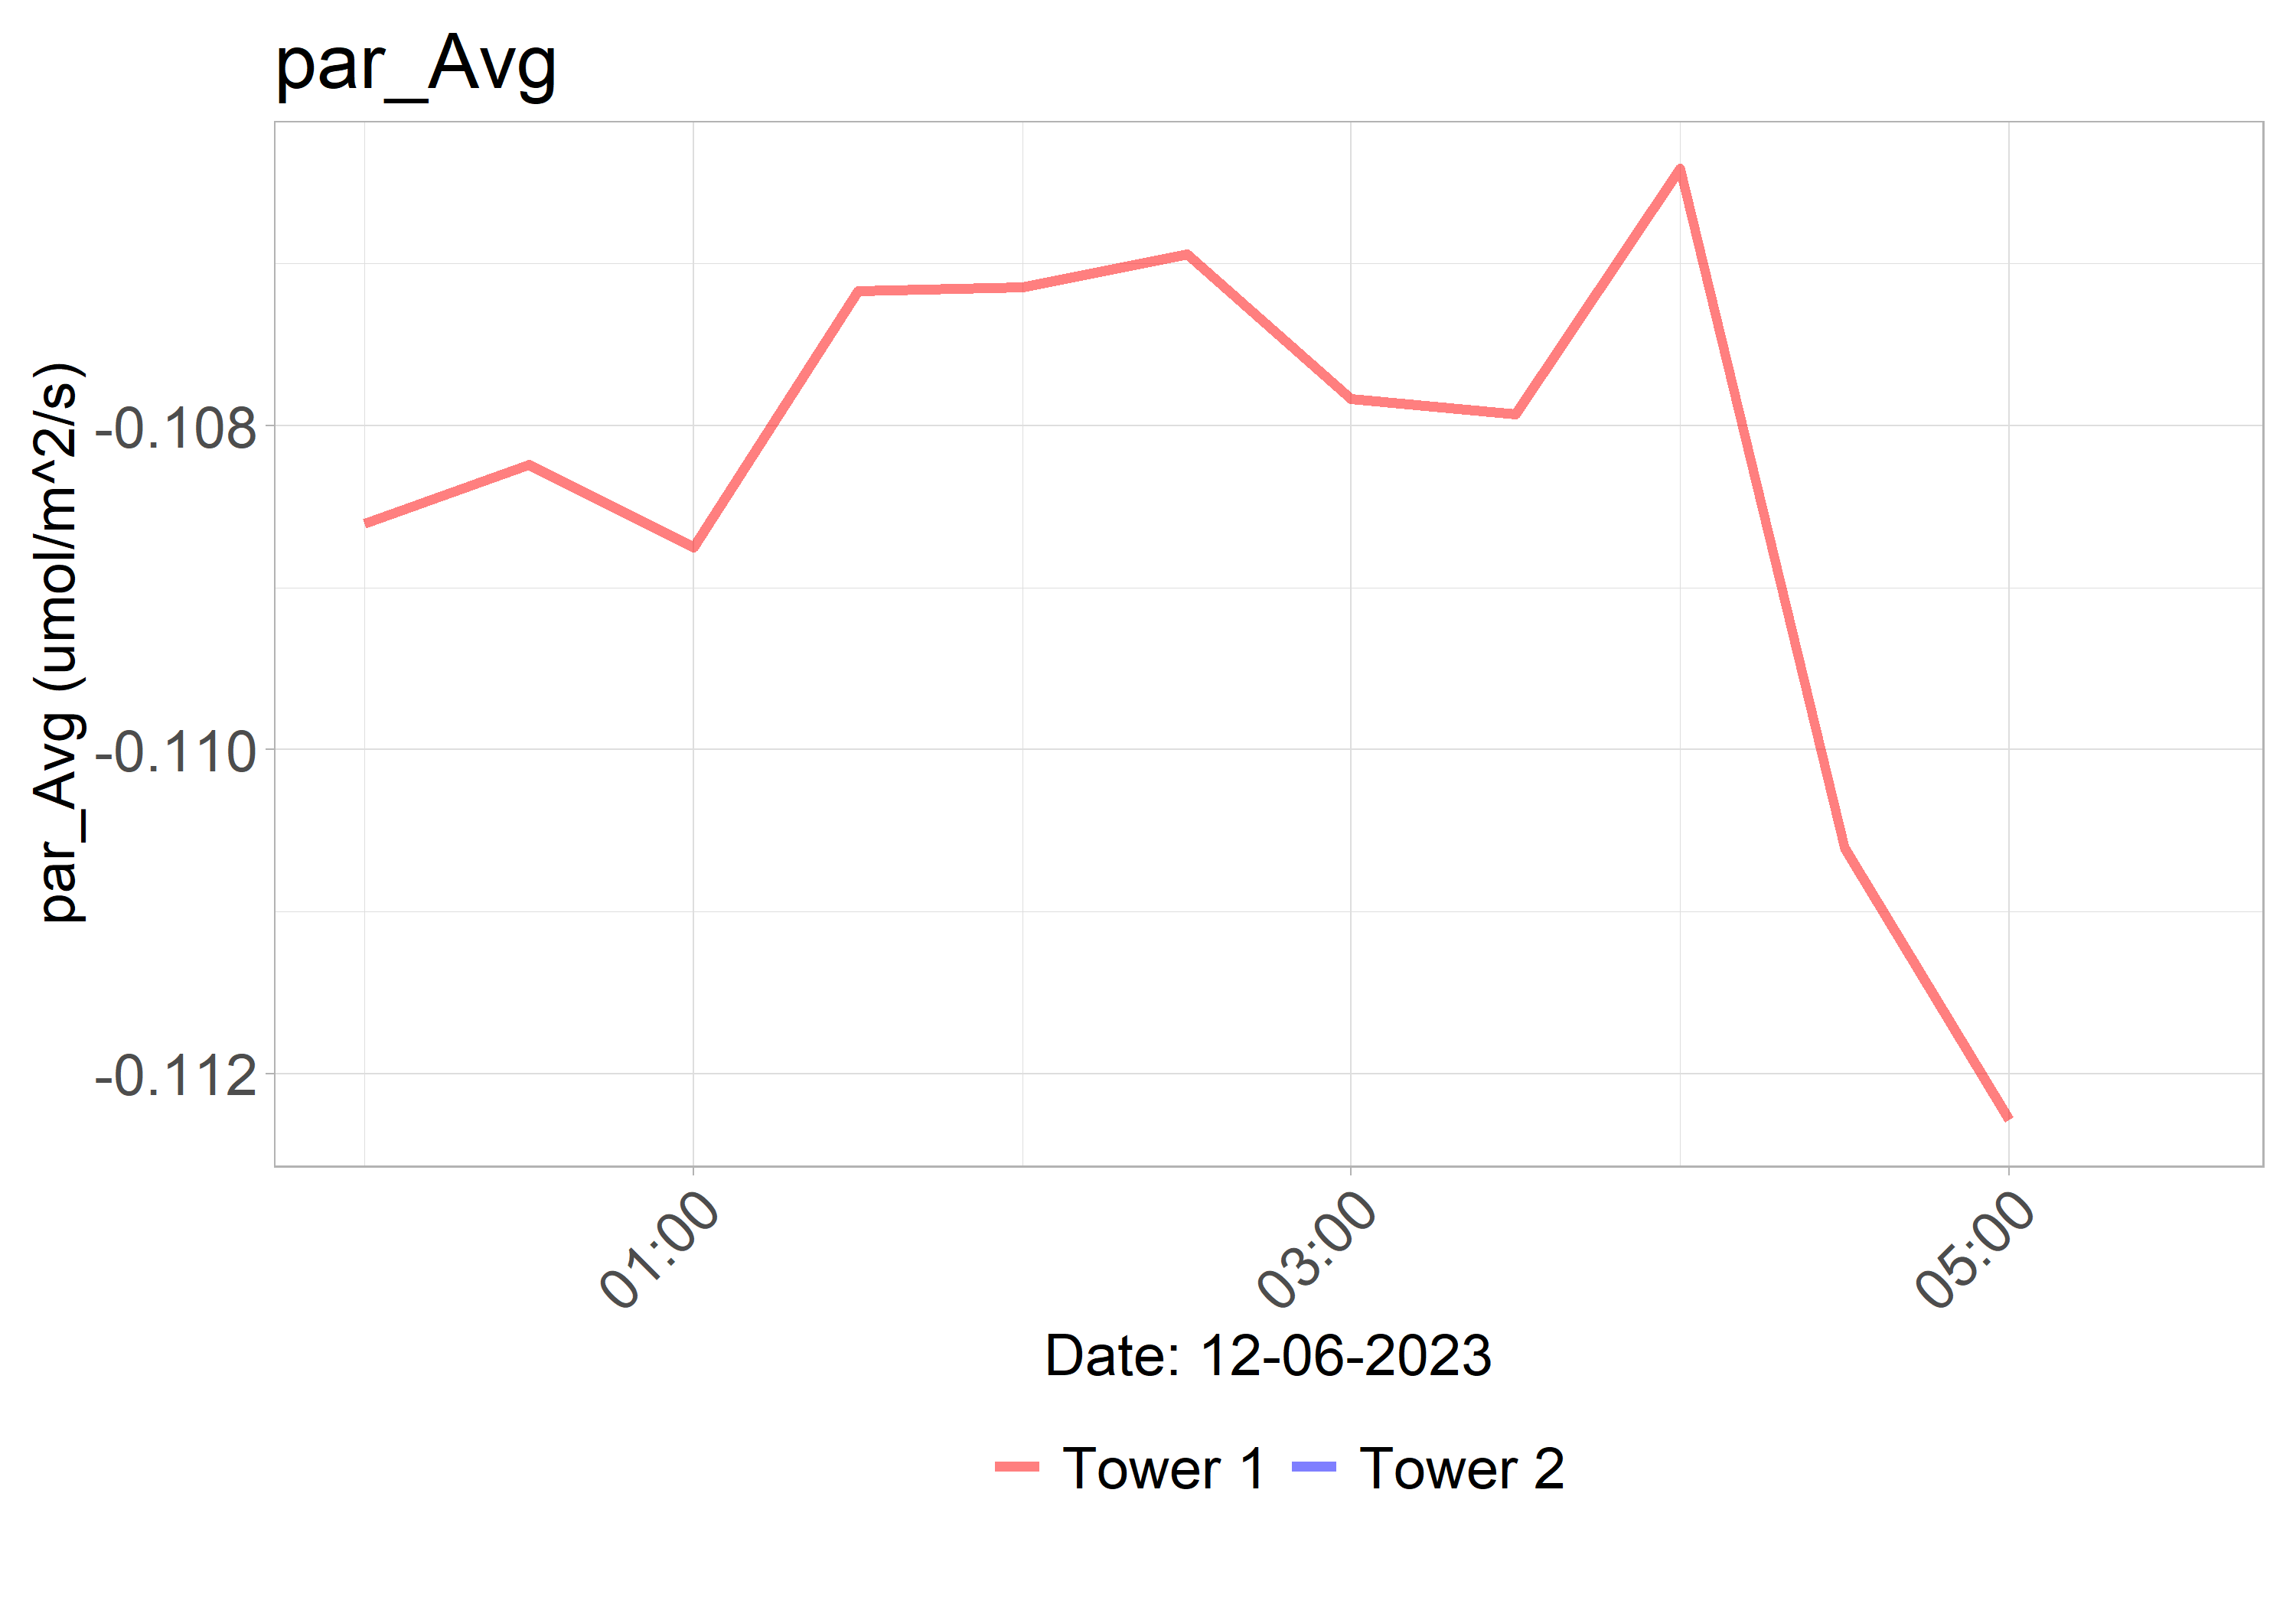 par_Avg
par_Avg (umol/m^2/s)
-0.108
-0.110
-0.112
01:00
03:00
05:00
Date: 12-06-2023
Tower 1
Tower 2